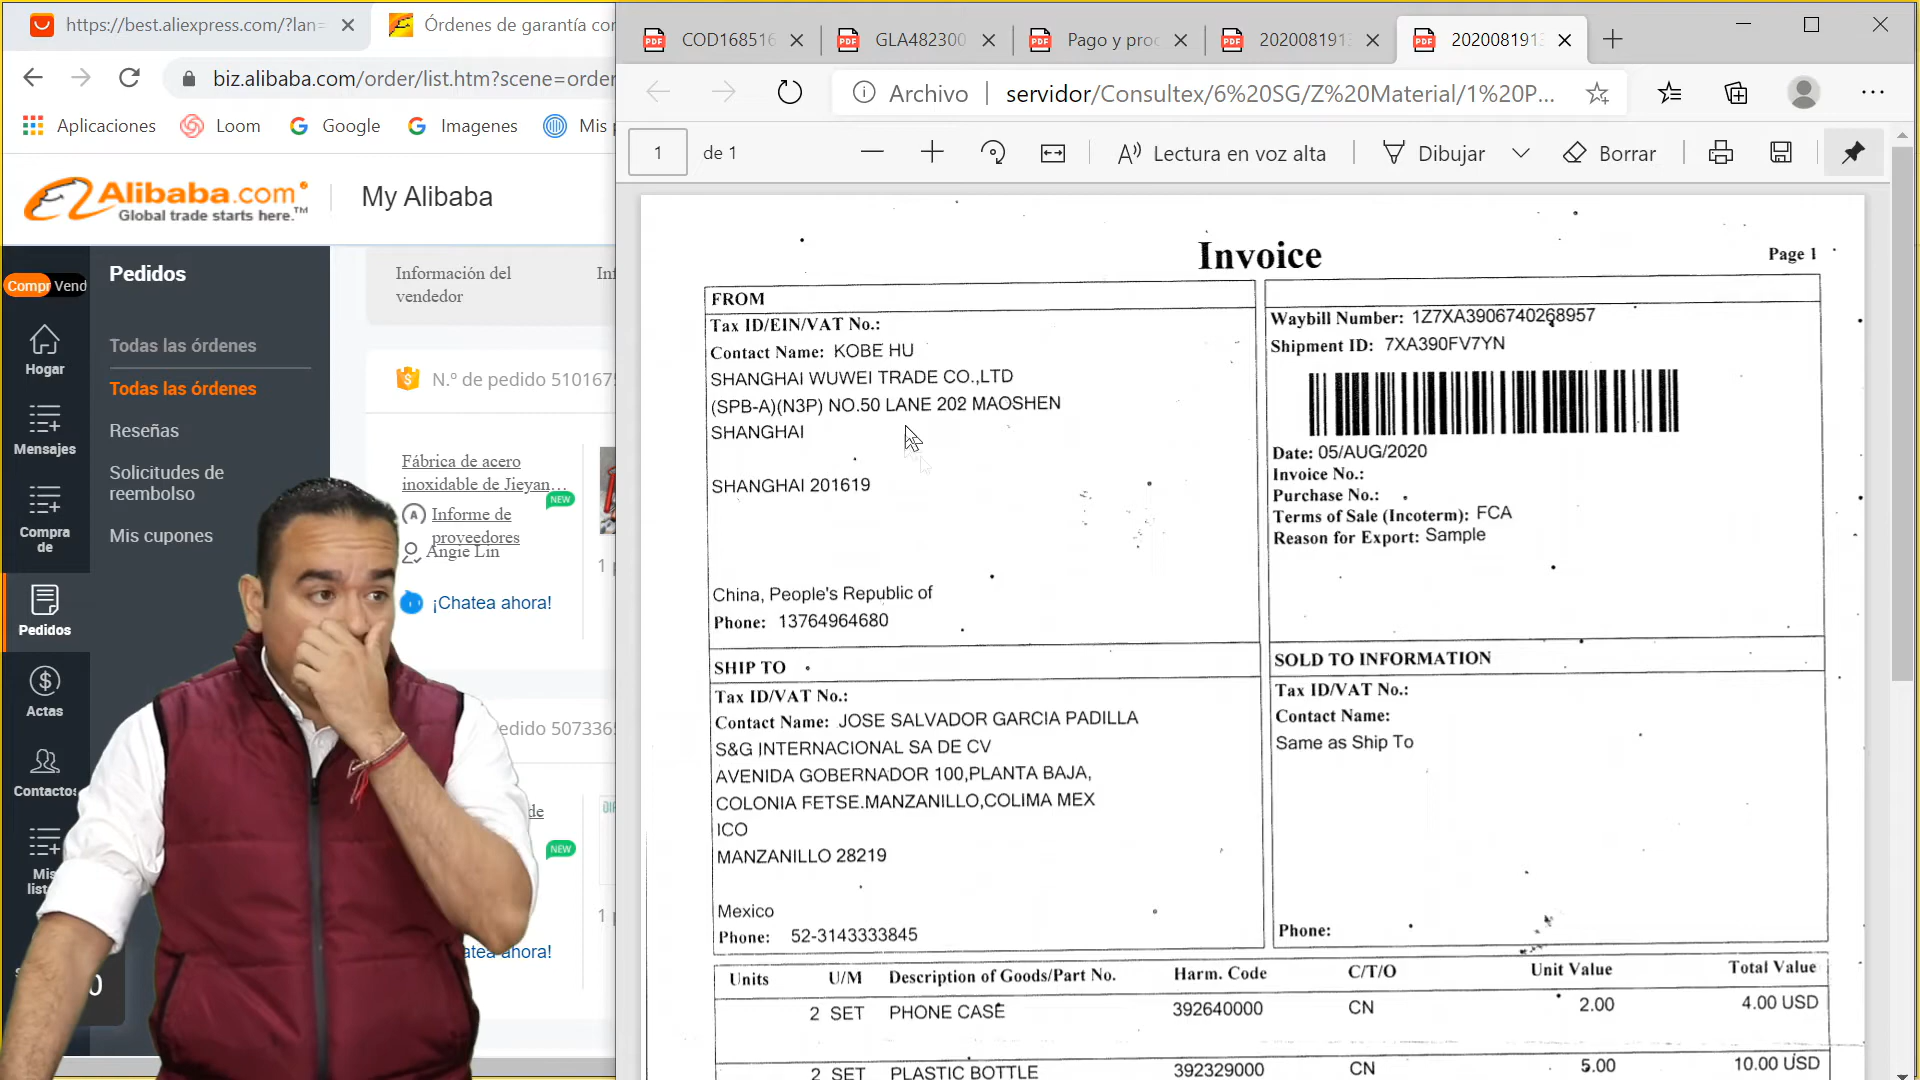 https://best.aliexpress.com/?lan=
Órdenes de garantía co
biz.alibaba.com/order/list.htm?scene=order
Aplicaciones
Loom
Google
Imagenes
Mis
Alibaba.com
Global trade starts here.™
My Alibaba
Compr
Vend
Hogar
Mensajes
Compra
de
Pedidos
Actas
Contactos
Mis
Pedidos
Todas las órdenes
Todas las órdenes
Reseñas
Solicitudes de
reembolso
Mis cupones
Información del
vendedor
N.º de pedido 510167
Fábrica de acero
inoxidable de Jieyan...
NEW
A
Informe de
proveedores
Angie Lin
¡Chatea ahora!
1
edido 507336
de
NEW
1
atea ahora!
0
COD16851
GLA482300
Pago y pro
202008191
202008191
Archivo
servidor/Consultex/6%20SG/Z%20Material/1%20P...
1
de 1
Lectura en voz alta
Dibujar
Borrar
Invoice
Page 1
FROM
Tax ID/EIN/VAT No.:
Contact Name: KOBE HU
SHANGHAI WUWEI TRADE CO.,LTD
(SPB-A)(N3P) NO.50 LANE 202 MAOSHEN
SHANGHAI
SHANGHAI 201619
China, People's Republic of
Phone: 13764964680
Waybill Number: 1Z7XA3906740268957
Shipment ID: 7XA390FV7YN
Date: 05/AUG/2020
Invoice No.:
Purchase No.:
Terms of Sale (Incoterm): FCA
Reason for Export: Sample
SHIP TO
Tax ID/VAT No.:
Contact Name: JOSE SALVADOR GARCIA PADILLA
S&G INTERNACIONAL SA DE CV
AVENIDA GOBERNADOR 100,PLANTA BAJA,
COLONIA FETSE.MANZANILLO,COLIMA MEX
ICO
MANZANILLO 28219
Mexico
Phone: 52-3143333845
SOLD TO INFORMATION
Tax ID/VAT No.:
Contact Name:
Same as Ship To
Phone:
Units U/M Description of Goods/Part No. Harm. Code C/T/O Unit Value Total Value
2 SET PHONE CASE 392640000 CN 2.00 4.00 USD
2 SET PLASTIC BOTTLE 392329000 CN 5.00 10.00 USD